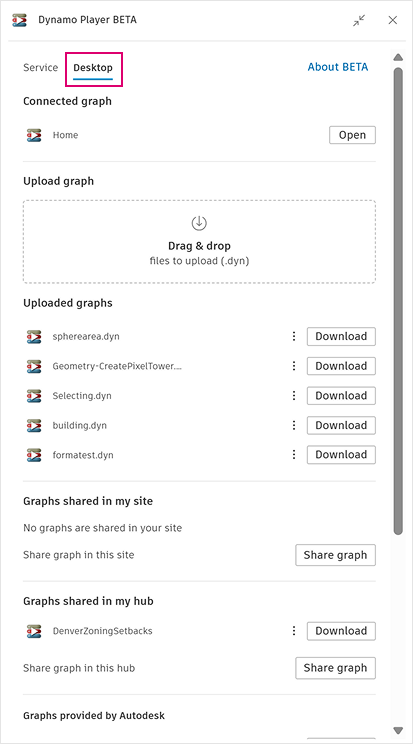 Dynamo Player BETA
Service Desktop About BETA
Connected graph
Home Open
Upload graph
Drag & drop
files to upload (.dyn)
Uploaded graphs
spherearea.dyn Download
Geometry-CreatePixelTower... Download
Selecting.dyn Download
building.dyn Download
formatest.dyn Download
Graphs shared in my site
No graphs are shared in your site
Share graph in this site Share graph
Graphs shared in my hub
DenverZoningSetbacks Download
Share graph in this hub Share graph
Graphs provided by Autodesk